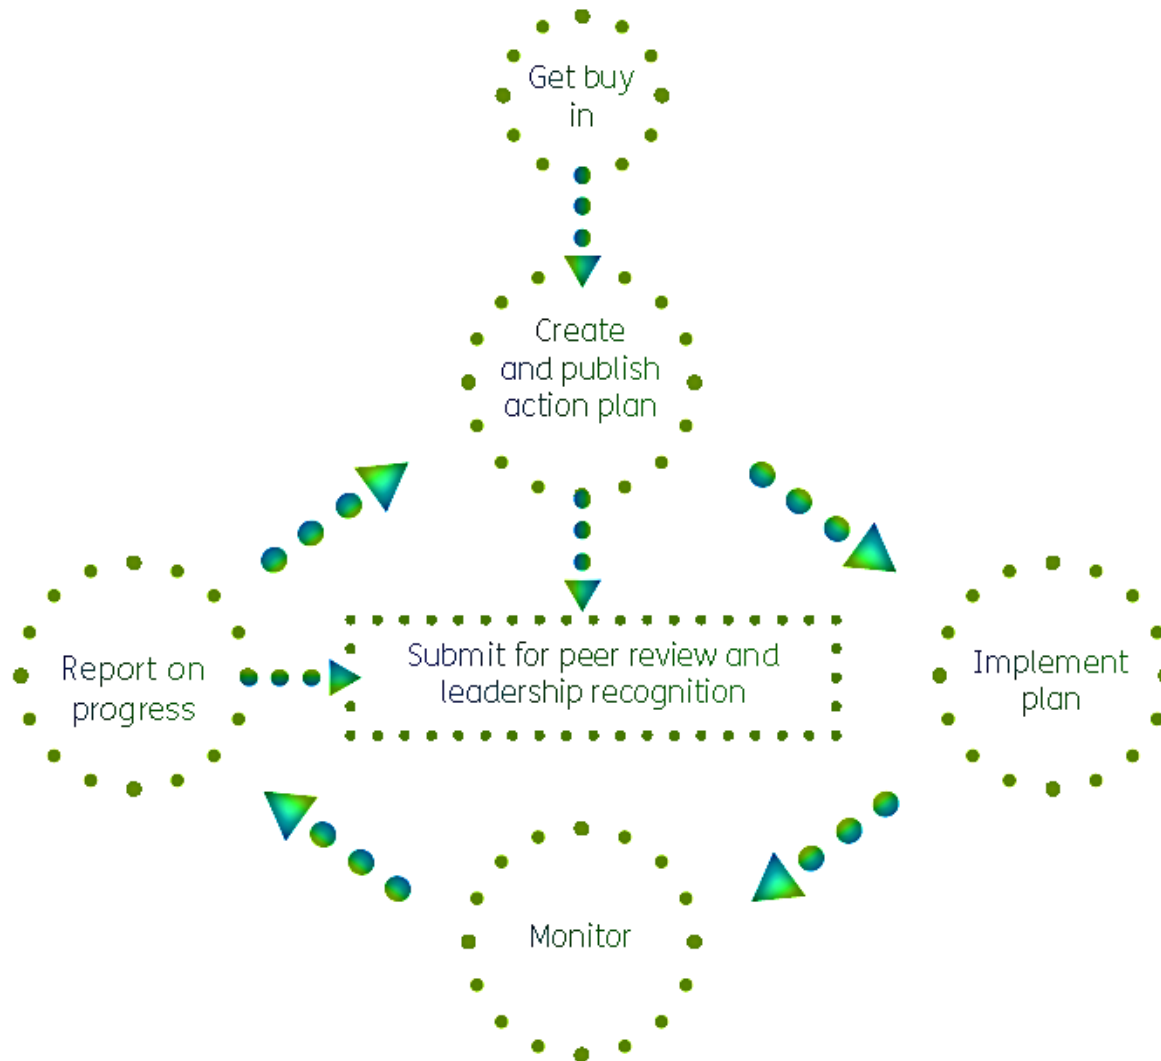 Get buy
in
Create
and publish
action plan
Submit for peer review and
leadership recognition
Report on
progress
Implement
plan
Monitor